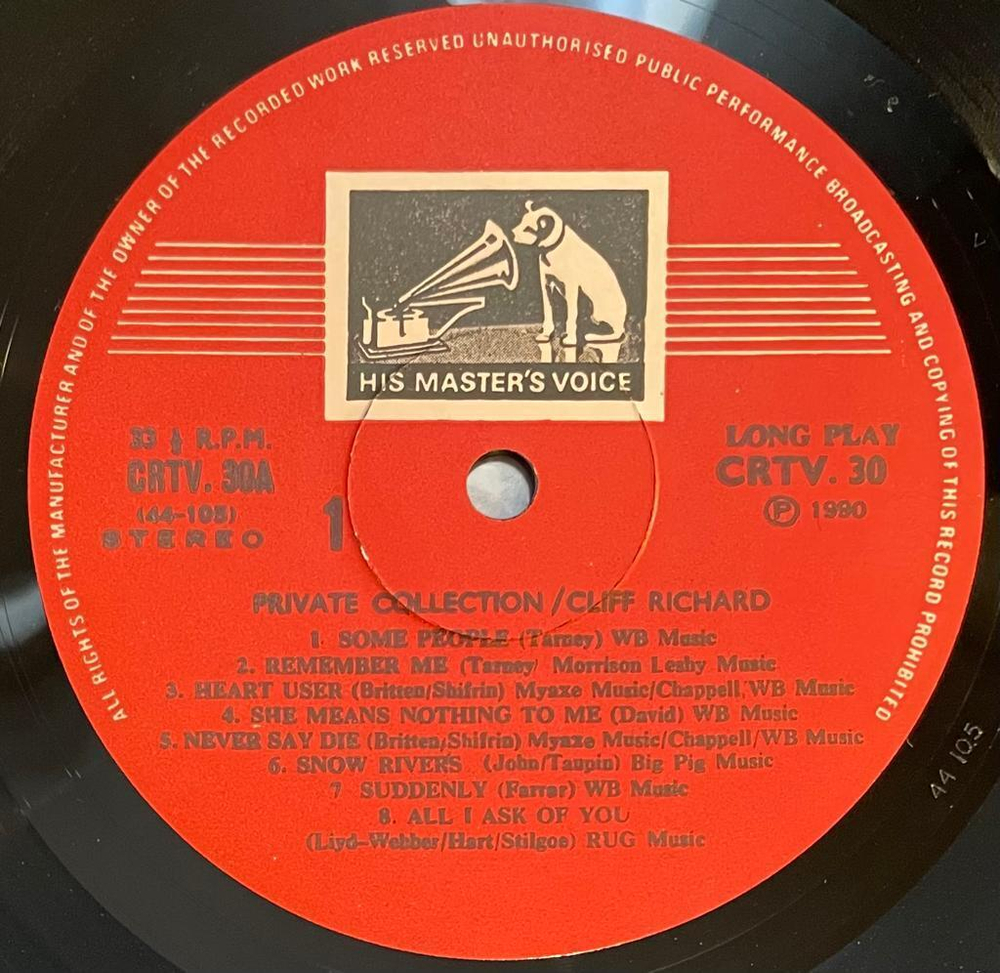 ALL RIGHTS OF THE MANUFACTURER AND OF THE OWNER OF THE RECORDED WORK RESERVED UNAUTHORISED PUBLIC PERFORMANCE BROADCASTING AND COPYING OF THIS RECORD PROHIBITED
HIS MASTER'S VOICE
33 ⅓ R.P.M.
CRTV. 30A
(44-105)
STEREO
1
LONG PLAY
CRTV. 30
Ⓟ 1990
PRIVATE COLLECTION / CLIFF RICHARD
1. SOME PEOPLE (Tarney) WB Music
2. REMEMBER ME (Tarney/ Morrison Leahy Music
3. HEART USER (Britten/Shifrin) Myaxe Music/Chappell/WB Music
4. SHE MEANS NOTHING TO ME (David) WB Music
5. NEVER SAY DIE (Britten/Shifrin) Myaxe Music/Chappell/WB Music
6. SNOW RIVERS (John/Taupin) Big Pig Music
7 SUDDENLY (Farrar) WB Music
8. ALL I ASK OF YOU
(Liyd-Webber/Hart/Stilgoe) RUG Music
44 105